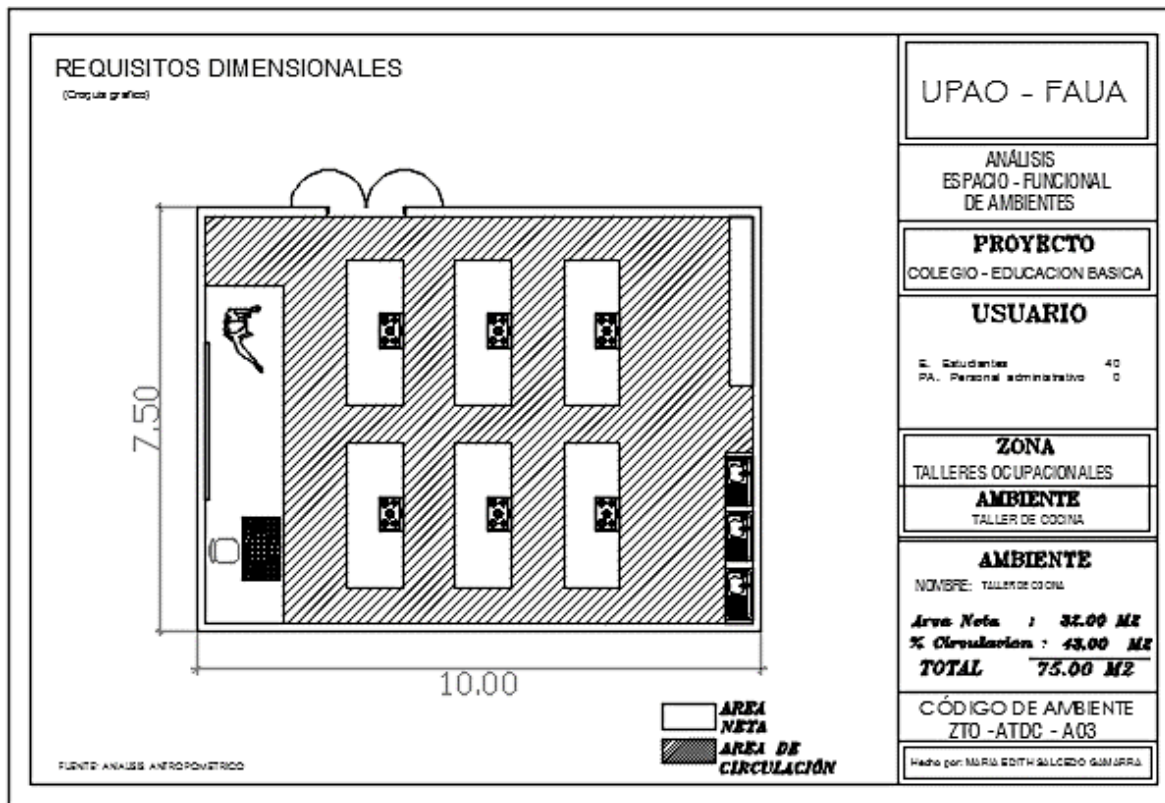 REQUISITOS DIMENSIONALES
(Croquis grafico)
7.50
10.00
AREA
NETA
AREA DE
CIRCULACIÓN
FUENTE: ANALISIS ANTROPOMETRICO
UPAO - FAUA
ANÁLISIS
ESPACIO - FUNCIONAL
DE AMBIENTES
PROYECTO
COLEGIO - EDUCACION BASICA
USUARIO
E. Estudiantes 40
PA. Personal administrativo 0
ZONA
TALLERES OCUPACIONALES
AMBIENTE
TALLER DE COCINA
AMBIENTE
NOMBRE: TALLER DE COCINA
Area Neta : 32.00 M2
% Circulacion : 43.00 M2
TOTAL 75.00 M2
CÓDIGO DE AMBIENTE
ZTO -ATDC - A03
Hecho por: MARIA EDITH SALCEDO GAMARRA